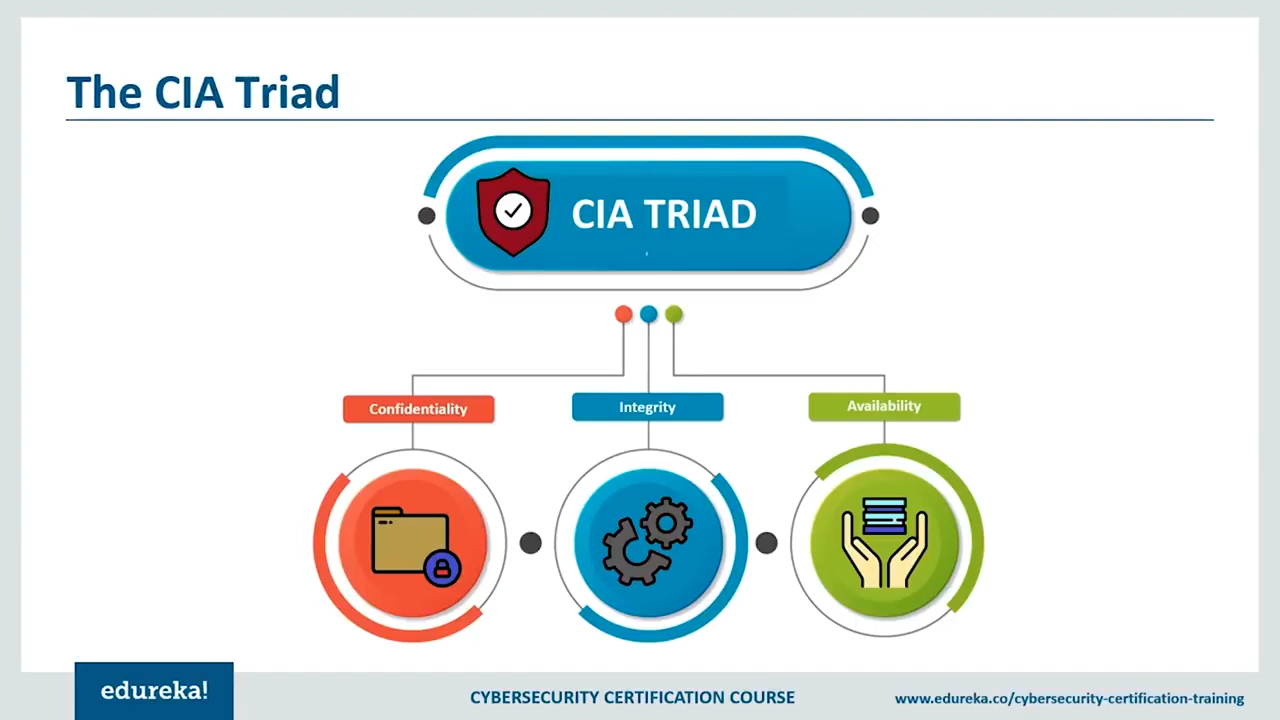 The CIA Triad
CIA TRIAD
Confidentiality
Integrity
Availability
edureka!
CYBERSECURITY CERTIFICATION COURSE
www.edureka.co/cybersecurity-certification-training